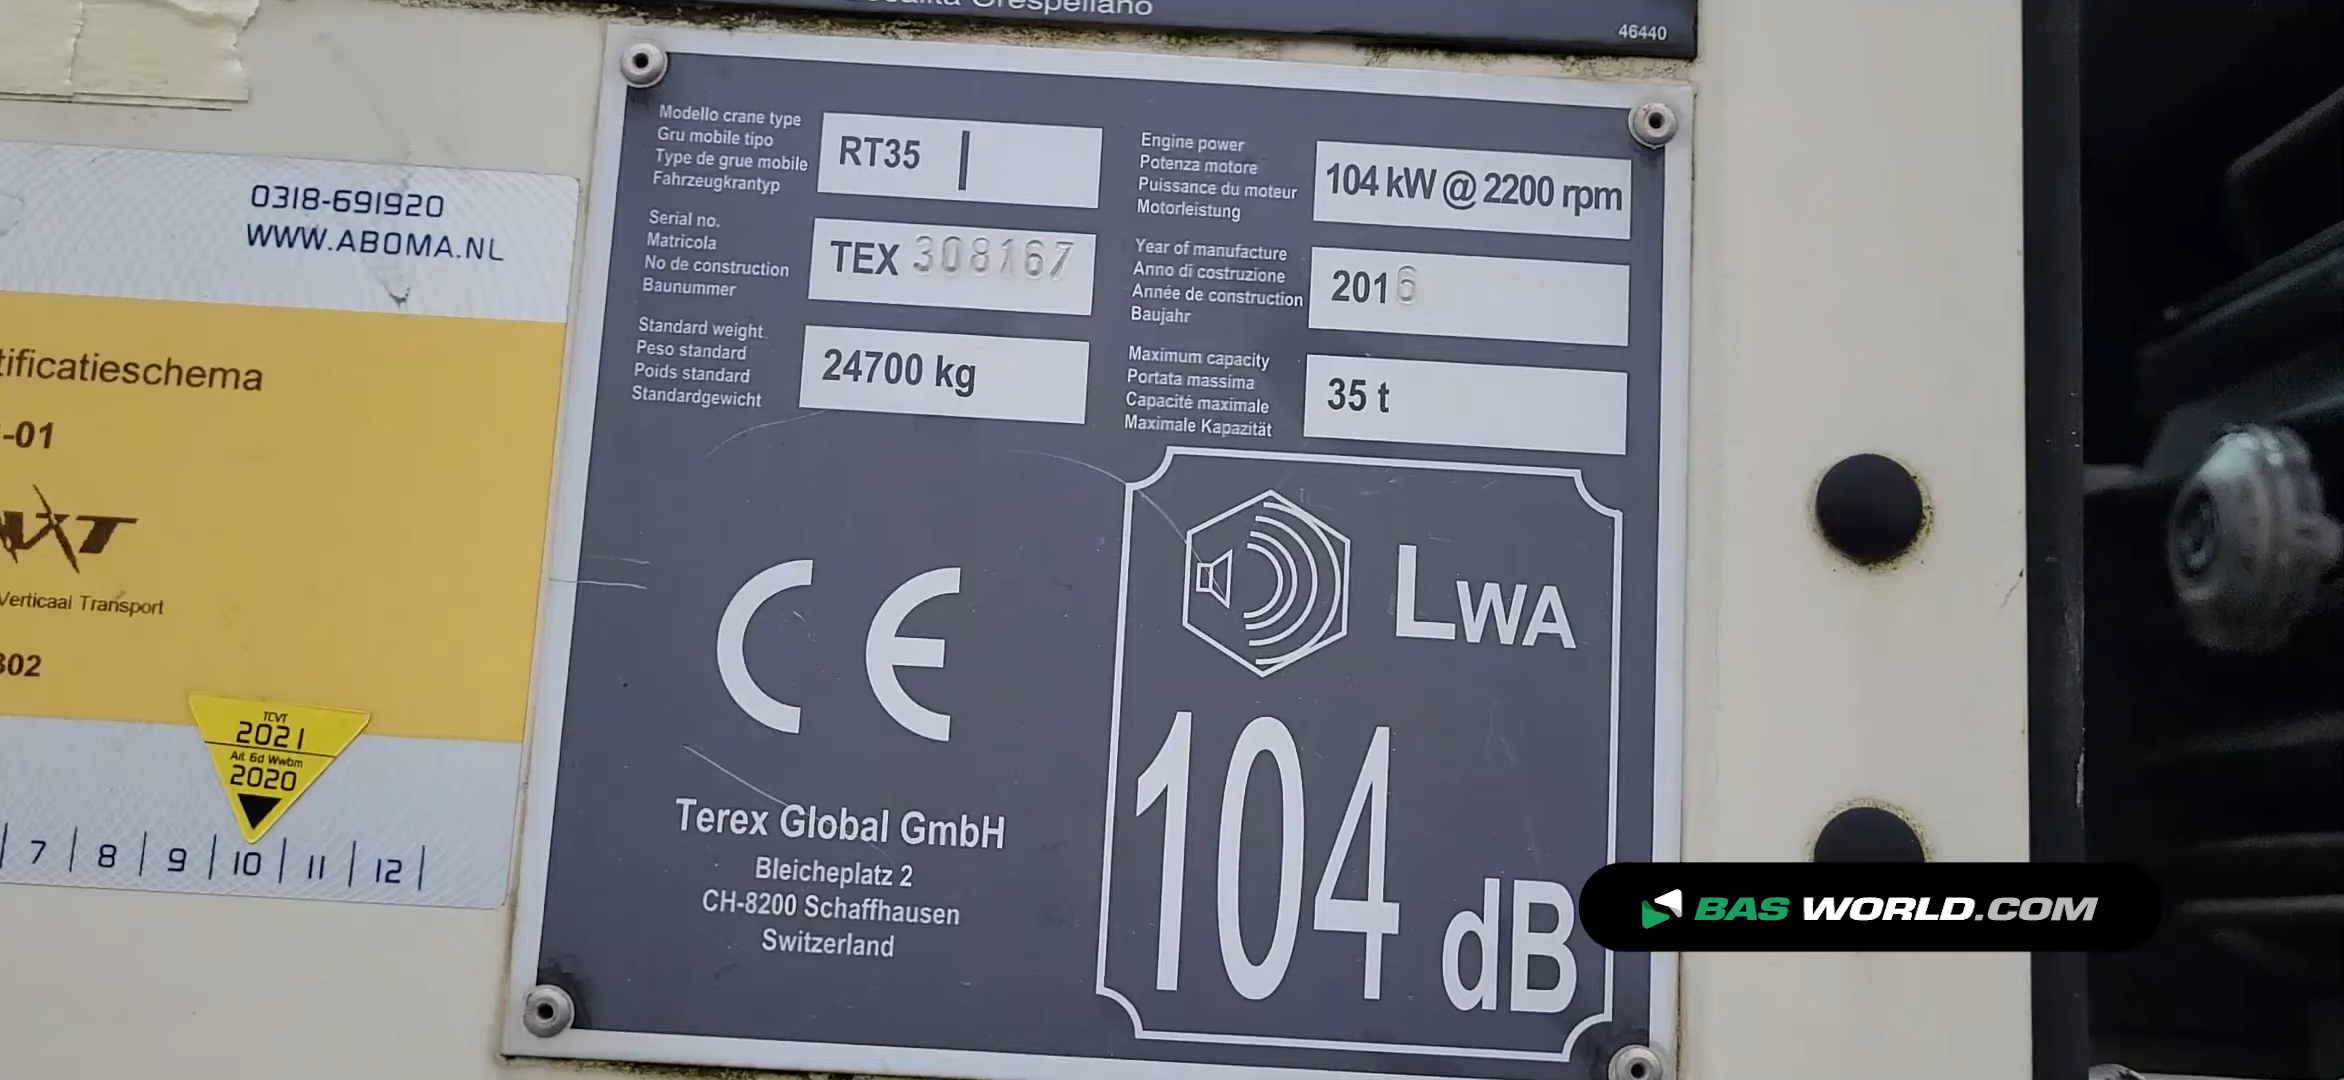 Crespellano
46440
0318-691920
WWW.ABOMA.NL
tificatieschema
-01
Verticaal Transport
302
TCVT
2021
Art. 6d Wwbm
2020
7 | 8 | 9 | 10 | 11 | 12 |
Modello crane type
Gru mobile tipo
Type de grue mobile
Fahrzeugkrantyp
RT35 |
Serial no.
Matricola
No de construction
Baunummer
TEX 308167
Standard weight
Peso standard
Poids standard
Standardgewicht
24700 kg
Engine power
Potenza motore
Puissance du moteur
Motorleistung
104 kW @ 2200 rpm
Year of manufacture
Anno di costruzione
Année de construction
Baujahr
2016
Maximum capacity
Portata massima
Capacité maximale
Maximale Kapazität
35 t
CE
Terex Global GmbH
Bleicheplatz 2
CH-8200 Schaffhausen
Switzerland
LWA
104 dB
BAS WORLD.COM